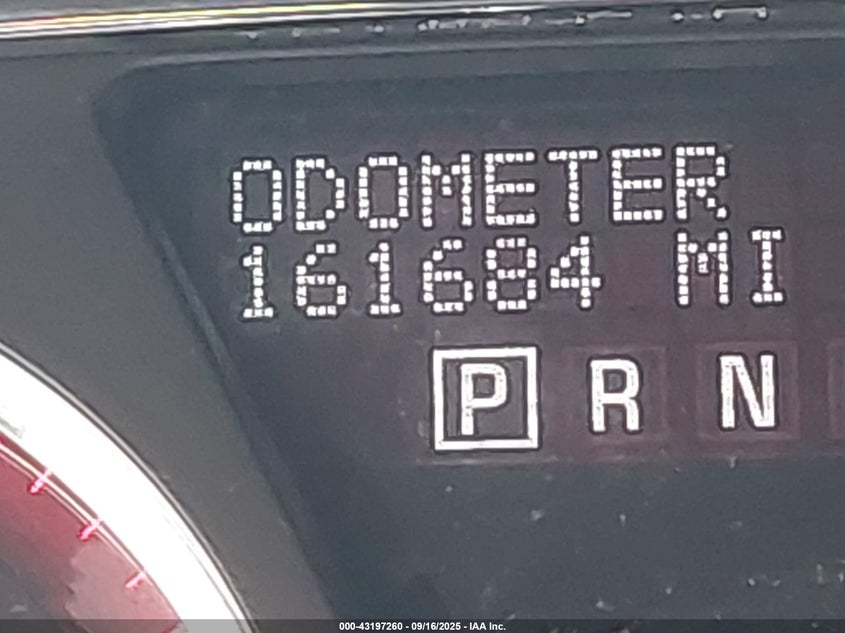 ODOMETER
161684 MI
P R N
000-43197260 - 09/16/2025 - IAA Inc.